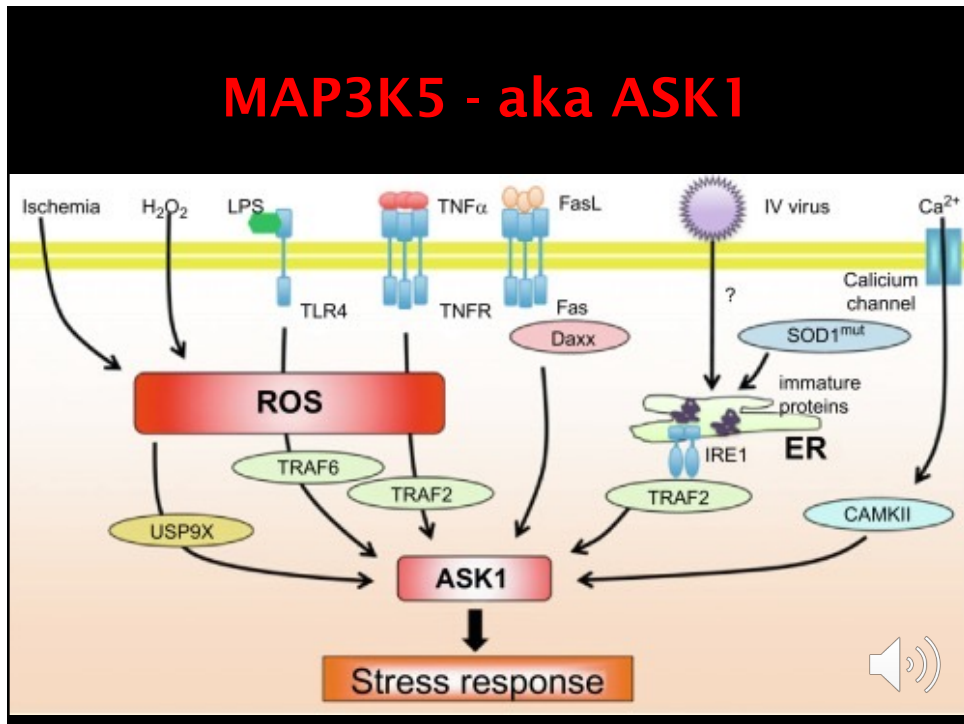 MAP3K5 - aka ASK1
Ischemia
H₂O₂
LPS
TNFα
FasL
IV virus
Ca²⁺
TLR4
TNFR
Fas
Daxx
?
Calicium
channel
SOD1ᵐᵘᵗ
immature
proteins
ROS
IRE1
ER
TRAF6
TRAF2
TRAF2
USP9X
CAMKII
ASK1
Stress response